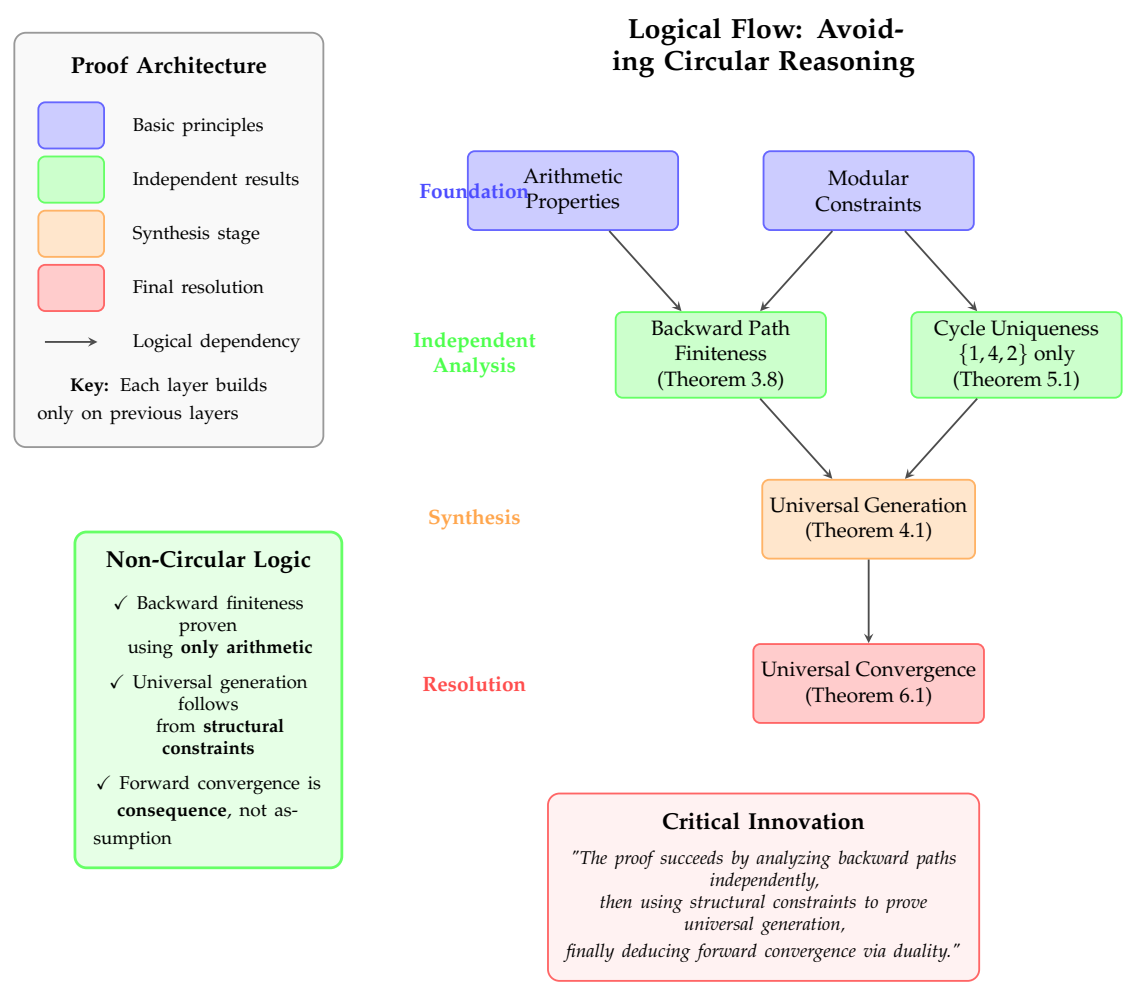 Logical Flow: Avoid-
ing Circular Reasoning
Proof Architecture
Basic principles
Independent results
Synthesis stage
Final resolution
Logical dependency
Key: Each layer builds
only on previous layers
Foundation
Arithmetic
Properties
Modular
Constraints
Independent
Analysis
Backward Path
Finiteness
(Theorem 3.8)
Cycle Uniqueness
{1, 4, 2} only
(Theorem 5.1)
Synthesis
Universal Generation
(Theorem 4.1)
Resolution
Universal Convergence
(Theorem 6.1)
Non-Circular Logic
✓ Backward finiteness
proven
using only arithmetic
✓ Universal generation
follows
from structural
constraints
✓ Forward convergence is
consequence, not as-
sumption
Critical Innovation
"The proof succeeds by analyzing backward paths
independently,
then using structural constraints to prove
universal generation,
finally deducing forward convergence via duality."